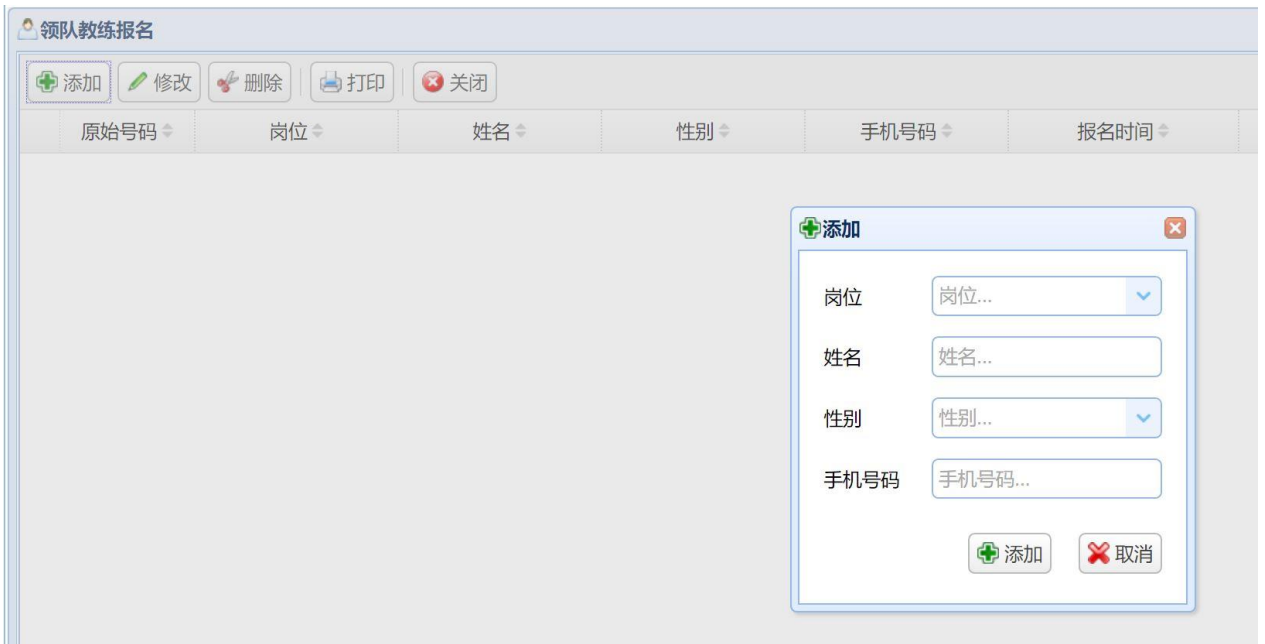 领队教练报名
添加 修改 删除 打印 关闭
原始号码 岗位 姓名 性别 手机号码 报名时间
添加
岗位 岗位...
姓名 姓名...
性别 性别...
手机号码 手机号码...
添加 取消